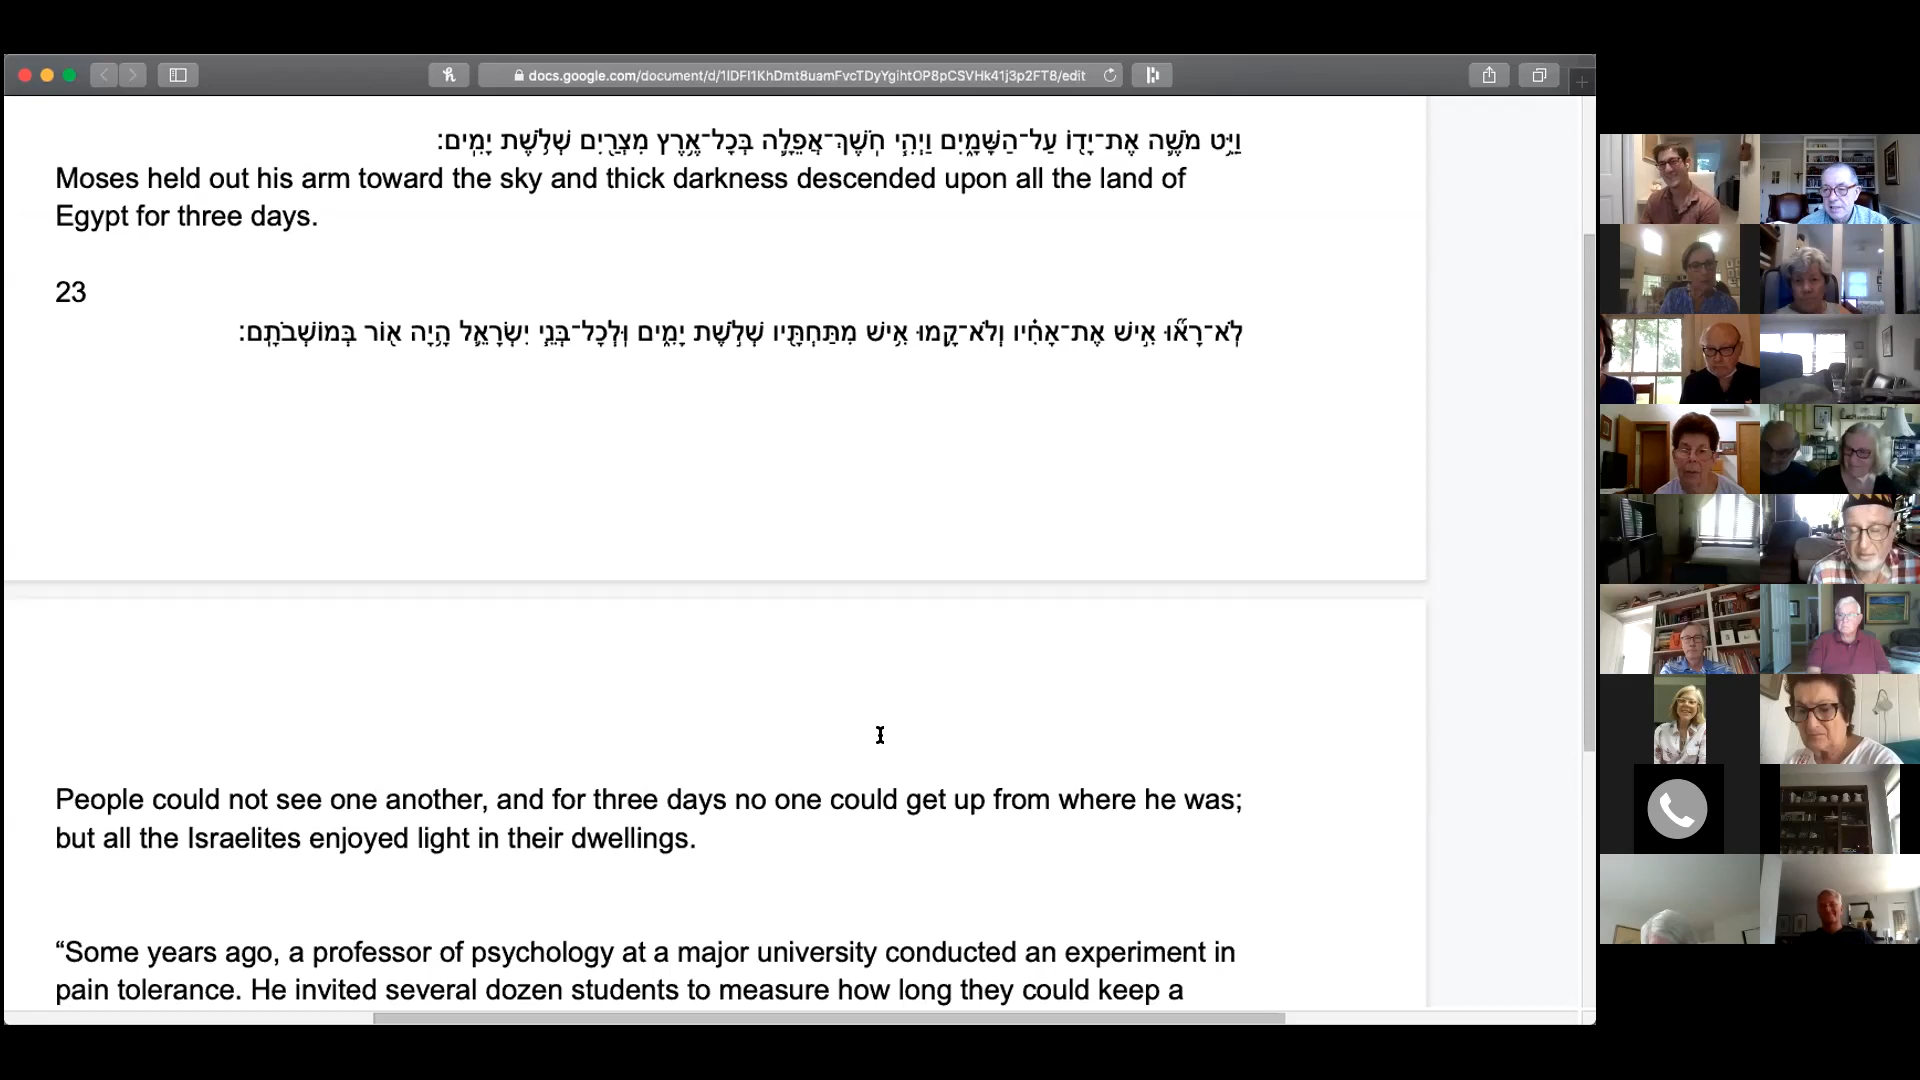 docs.google.com/document/d/1lDFl1KhDmt8uamFvcTDyYgihtOP8pCSVHk41j3p2FT8/edit
וַיֵּ֥ט מֹשֶׁ֛ה אֶת־יָד֖וֹ עַל־הַשָּׁמָ֑יִם וַיְהִ֧י חֹֽשֶׁךְ־אֲפֵלָ֛ה בְּכָל־אֶ֥רֶץ מִצְרַ֖יִם שְׁלֹ֥שֶׁת יָמִֽים׃
Moses held out his arm toward the sky and thick darkness descended upon all the land of
Egypt for three days.
23
לֹֽא־רָא֞וּ אִ֣ישׁ אֶת־אָחִ֗יו וְלֹא־קָ֛מוּ אִ֥ישׁ מִתַּחְתָּ֖יו שְׁלֹ֣שֶׁת יָמִ֑ים וּֽלְכָל־בְּנֵ֧י יִשְׂרָאֵ֛ל הָ֥יָה א֖וֹר בְּמוֹשְׁבֹתָֽם׃
People could not see one another, and for three days no one could get up from where he was;
but all the Israelites enjoyed light in their dwellings.
“Some years ago, a professor of psychology at a major university conducted an experiment in
pain tolerance. He invited several dozen students to measure how long they could keep a